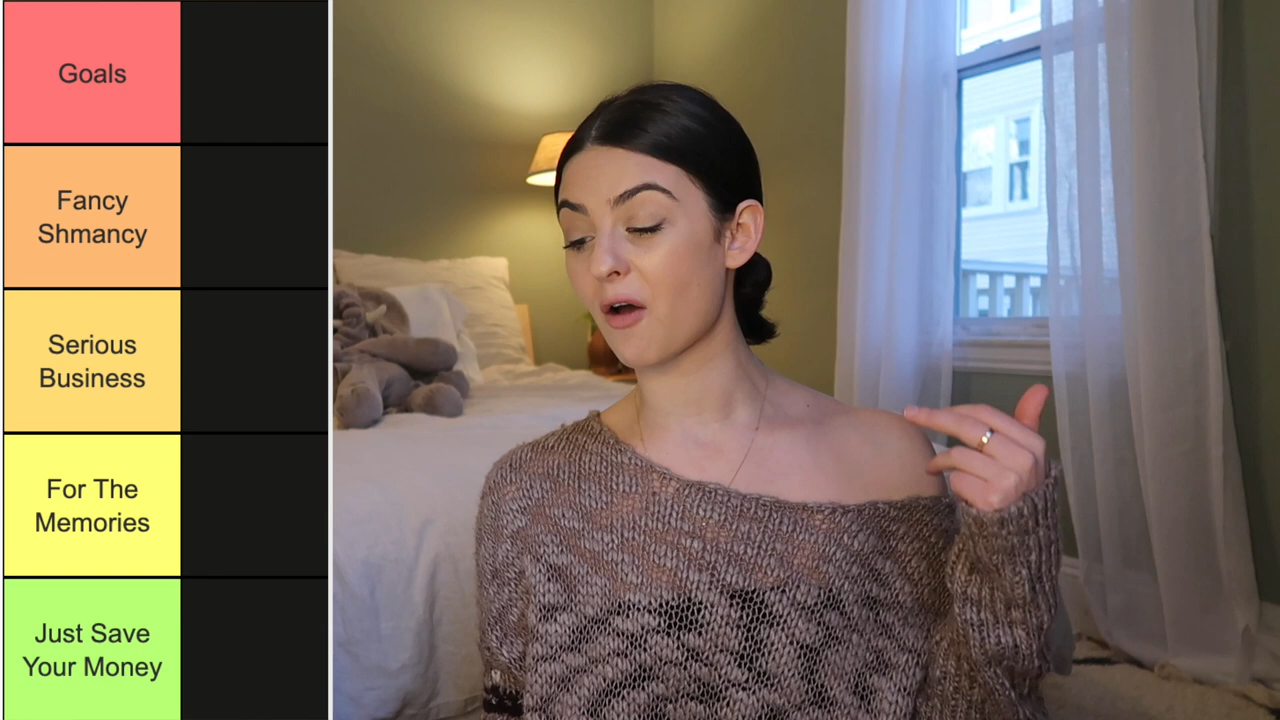 Goals
Fancy
Shmancy
Serious
Business
For The
Memories
Just Save
Your Money